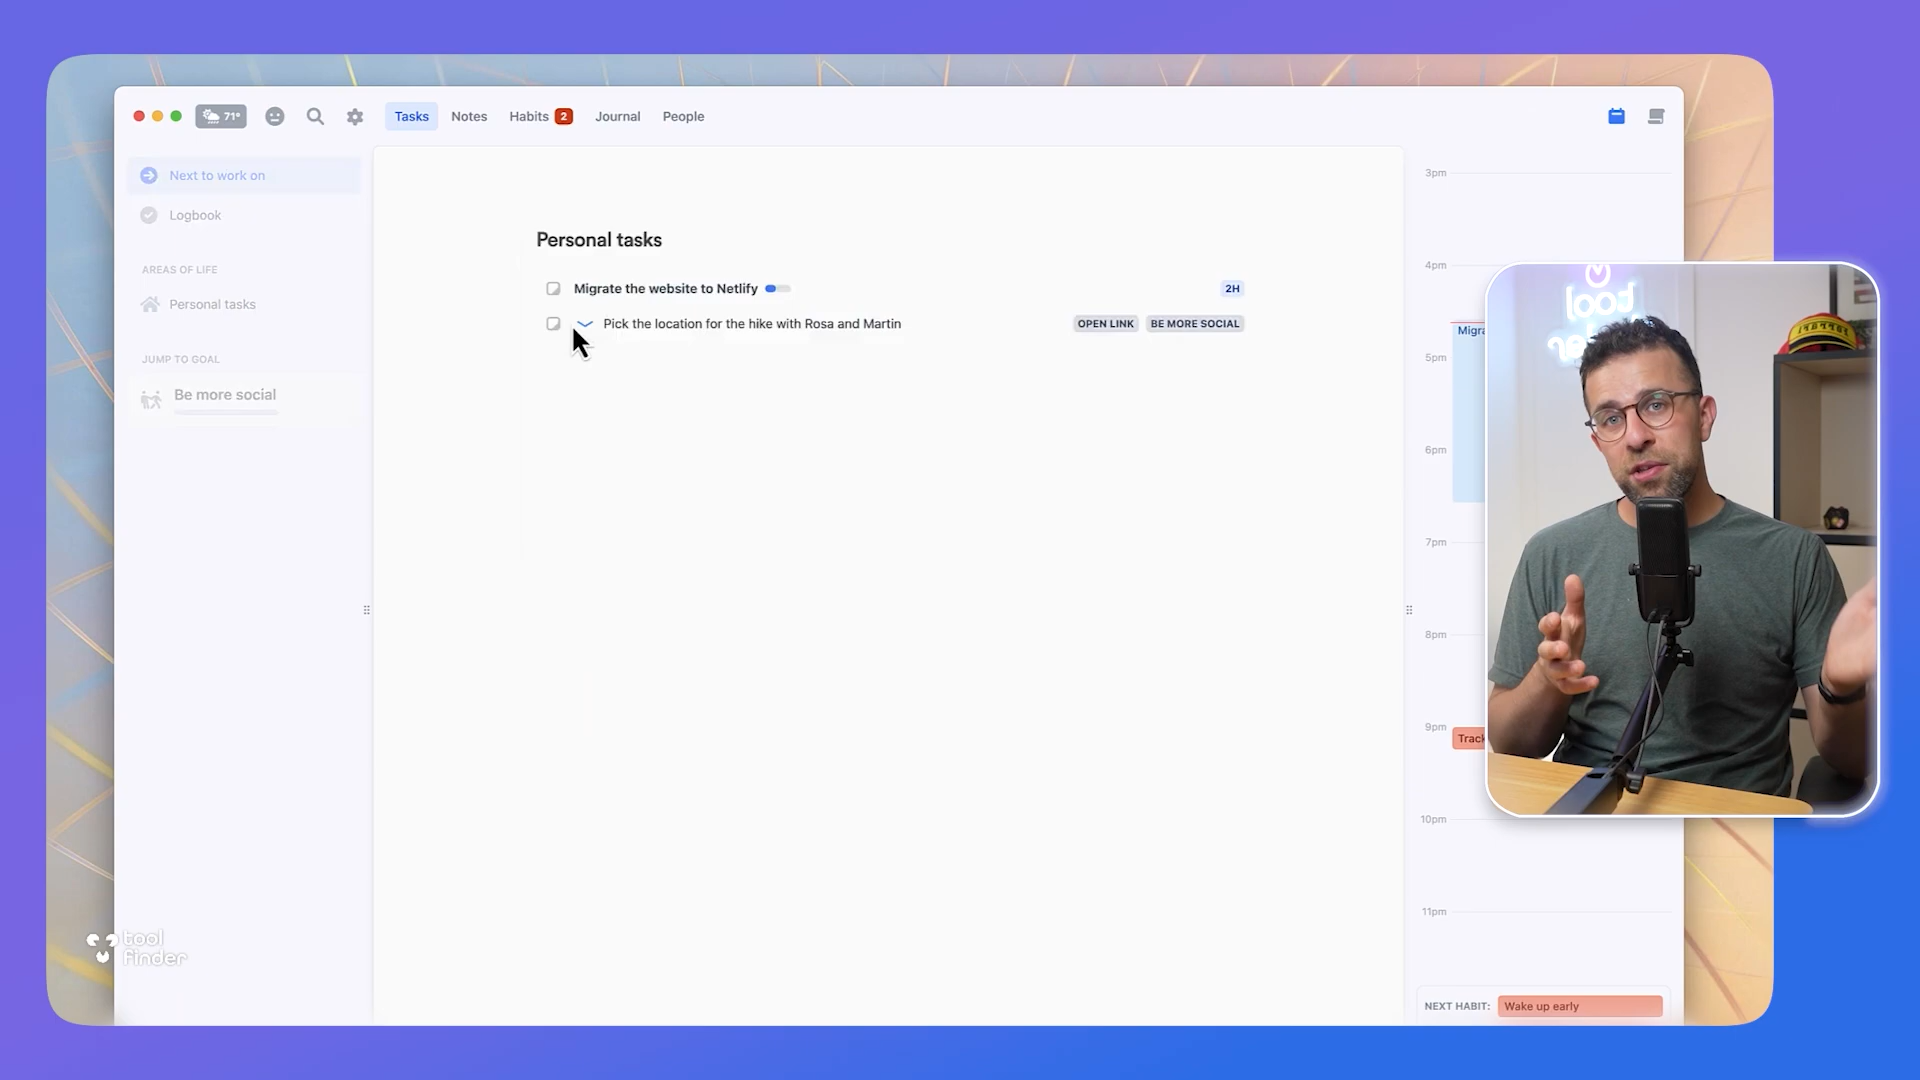 71°
Tasks
Notes
Habits 2
Journal
People
Next to work on
Logbook
AREAS OF LIFE
Personal tasks
JUMP TO GOAL
Be more social
Personal tasks
Migrate the website to Netlify
2H
Pick the location for the hike with Rosa and Martin
OPEN LINK
BE MORE SOCIAL
3pm
4pm
Migra
5pm
6pm
7pm
8pm
9pm
Track
10pm
11pm
NEXT HABIT: Wake up early
tool
finder